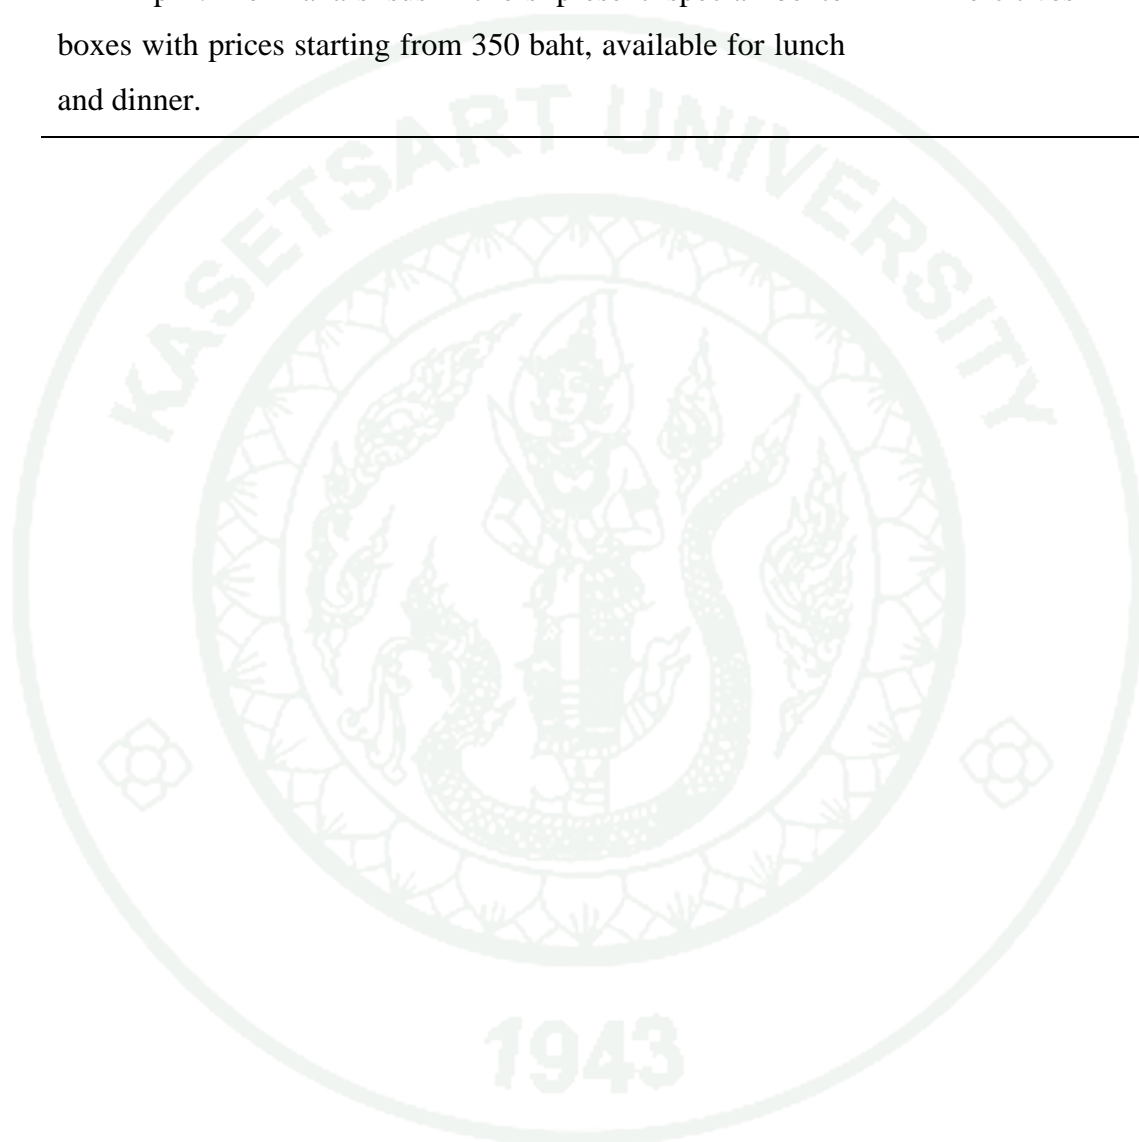 boxes with prices starting from 350 baht, available for lunch
and dinner.
KASETSART UNIVERSITY
1943